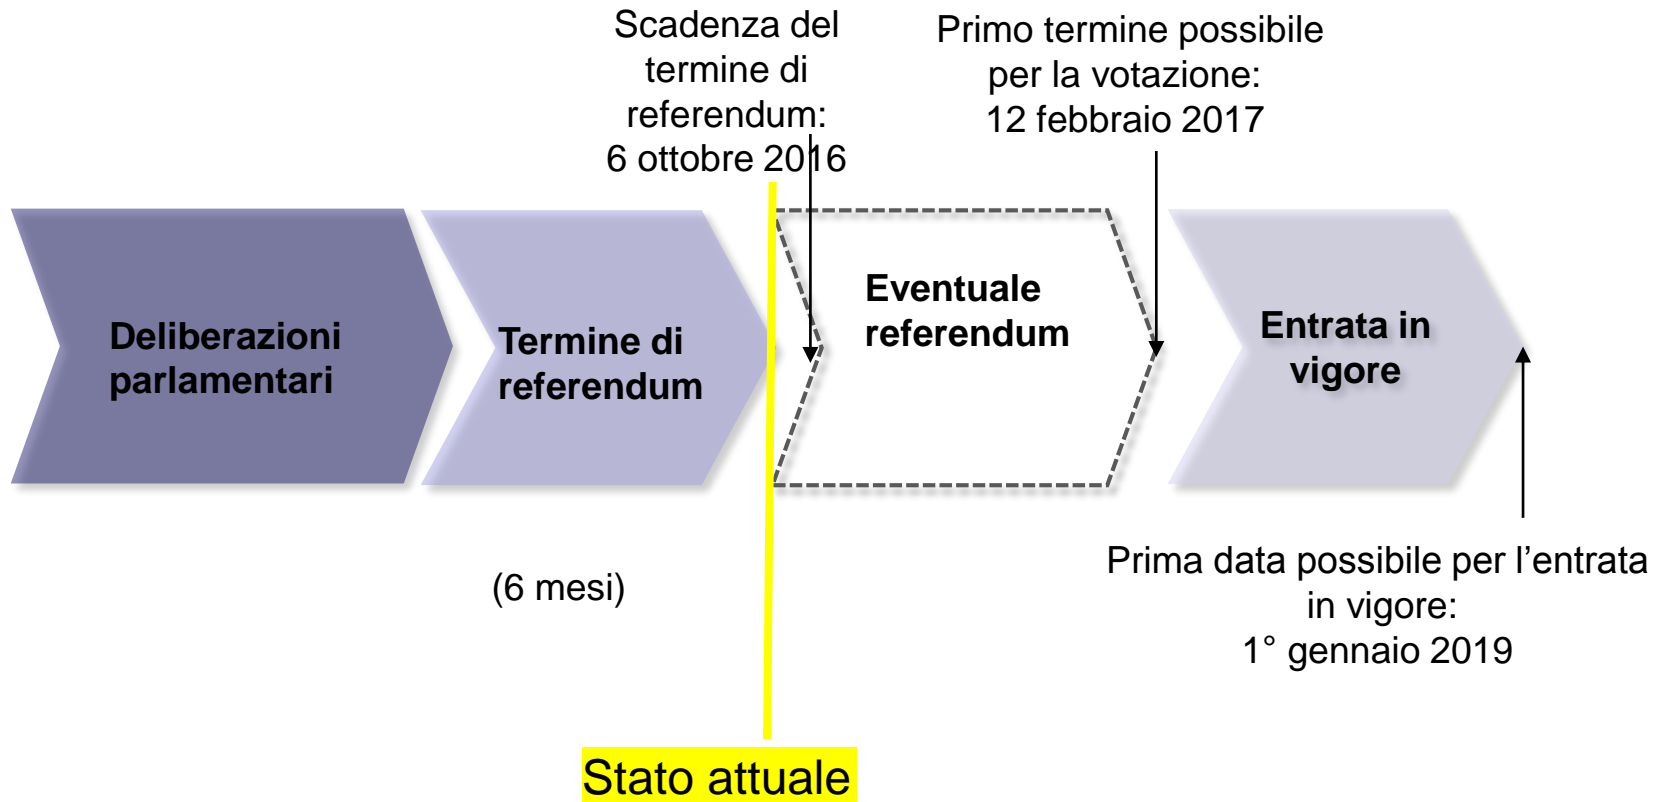 Scadenza del
termine di
referendum:
6 ottobre 2016
Primo termine possibile
per la votazione:
12 febbraio 2017
Deliberazioni
parlamentari
Termine di
referendum
Eventuale
referendum
Entrata in
vigore
(6 mesi)
Prima data possibile per l’entrata
in vigore:
1° gennaio 2019
Stato attuale